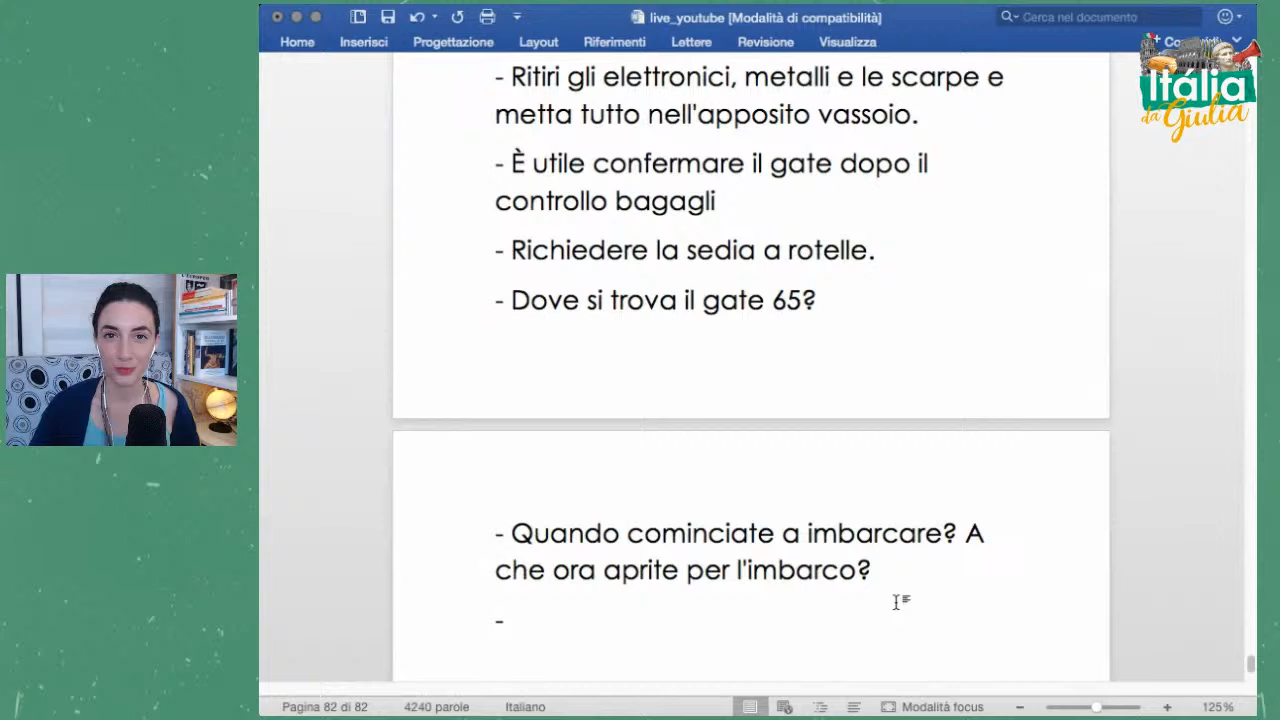 live_youtube [Modalità di compatibilità]
Cerca nel documento
Home Inserisci Progettazione Layout Riferimenti Lettere Revisione Visualizza
Itália
da Giulia
- Ritiri gli elettronici, metalli e le scarpe e
metta tutto nell'apposito vassoio.
- È utile confermare il gate dopo il
controllo bagagli
- Richiedere la sedia a rotelle.
- Dove si trova il gate 65?
- Quando cominciate a imbarcare? A
che ora aprite per l'imbarco?
-
Pagina 82 di 82 4240 parole Italiano Modalità focus 125%